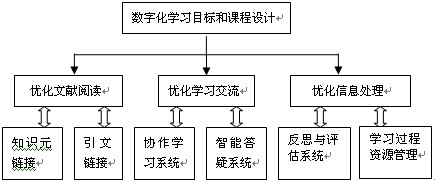 数字化学习目标和课程设计
优化文献阅读
优化学习交流
优化信息处理
知识元
链接
引文
链接
协作学
习系统
智能答
疑系统
反思与评
估系统
学习过程
资源管理